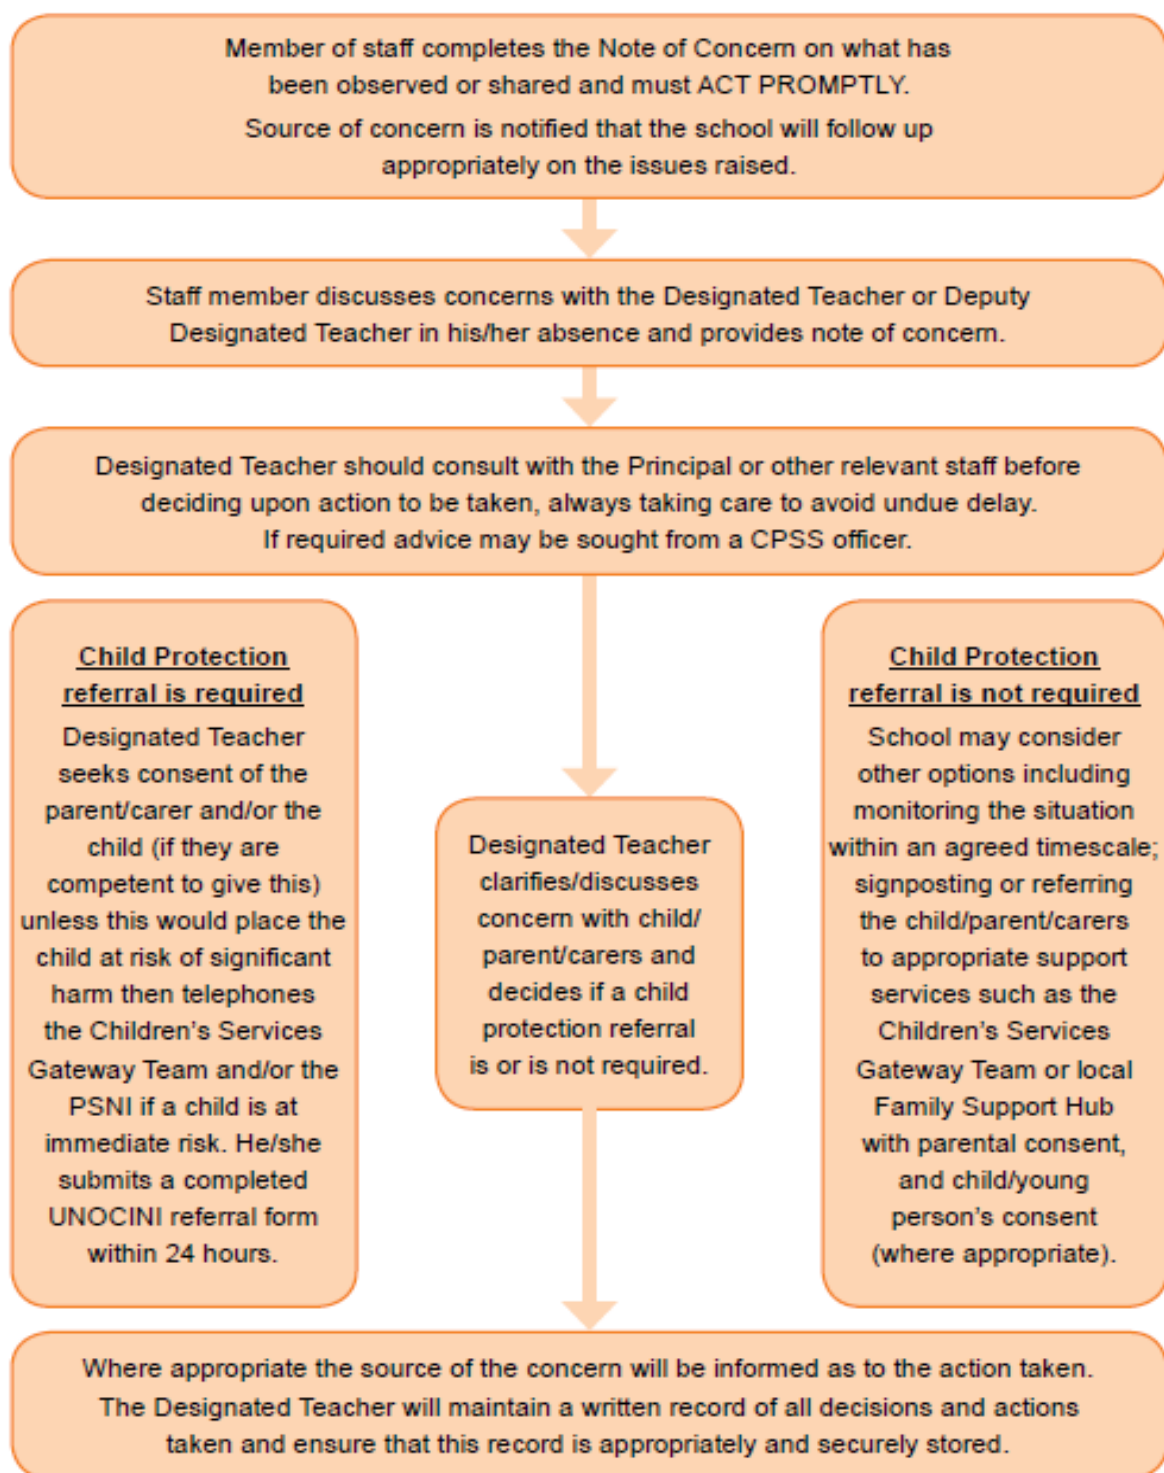 Member of staff completes the Note of Concern on what has
been observed or shared and must ACT PROMPTLY.
Source of concern is notified that the school will follow up
appropriately on the issues raised.
Staff member discusses concerns with the Designated Teacher or Deputy
Designated Teacher in his/her absence and provides note of concern.
Designated Teacher should consult with the Principal or other relevant staff before
deciding upon action to be taken, always taking care to avoid undue delay.
If required advice may be sought from a CPSS officer.
Child Protection
referral is required
Designated Teacher
seeks consent of the
parent/carer and/or the
child (if they are
competent to give this)
unless this would place the
child at risk of significant
harm then telephones
the Children's Services
Gateway Team and/or the
PSNI if a child is at
immediate risk. He/she
submits a completed
UNOCINI referral form
within 24 hours.
Designated Teacher
clarifies/discusses
concern with child/
parent/carers and
decides if a child
protection referral
is or is not required.
Child Protection
referral is not required
School may consider
other options including
monitoring the situation
within an agreed timescale;
signposting or referring
the child/parent/carers
to appropriate support
services such as the
Children's Services
Gateway Team or local
Family Support Hub
with parental consent,
and child/young
person's consent
(where appropriate).
Where appropriate the source of the concern will be informed as to the action taken.
The Designated Teacher will maintain a written record of all decisions and actions
taken and ensure that this record is appropriately and securely stored.